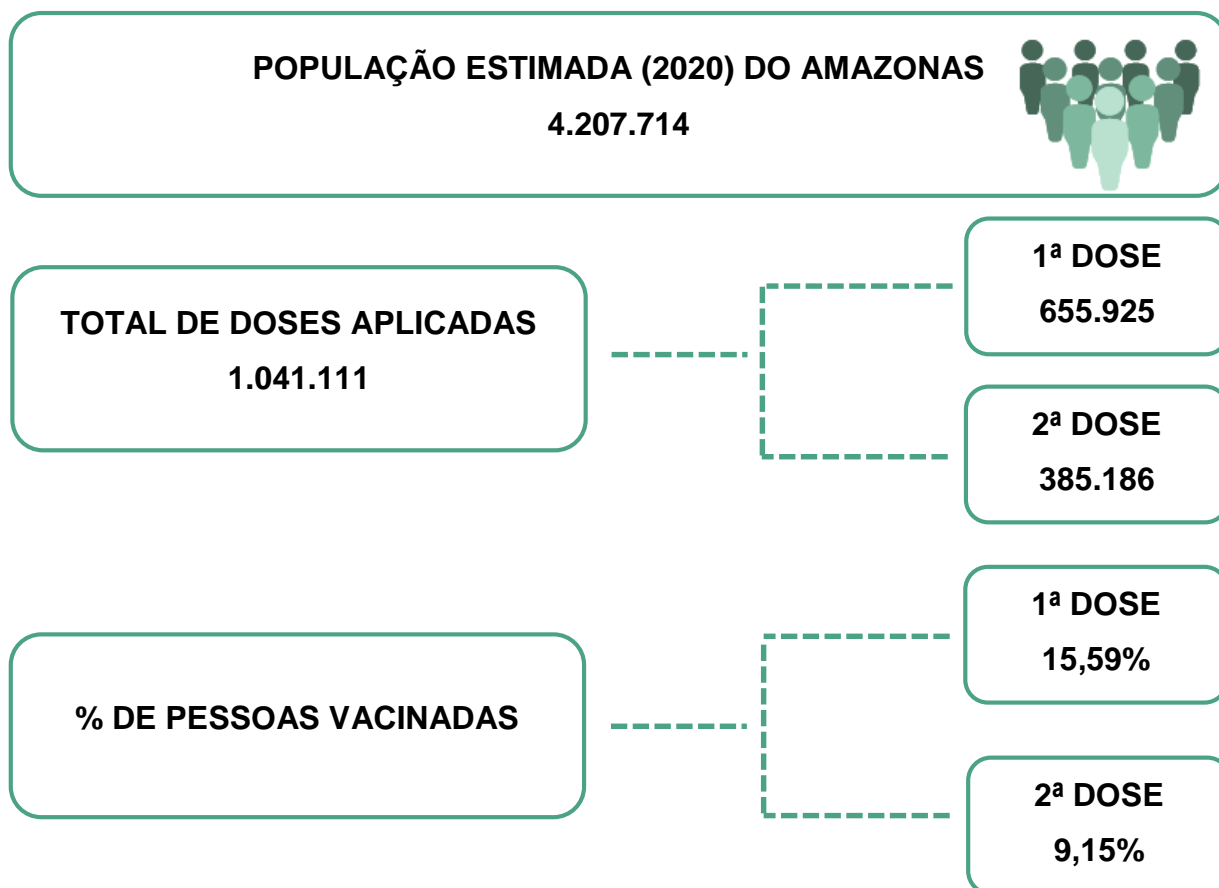 POPULAÇÃO ESTIMADA (2020) DO AMAZONAS
4.207.714
TOTAL DE DOSES APLICADAS
1.041.111
1ª DOSE
655.925
2ª DOSE
385.186
% DE PESSOAS VACINADAS
1ª DOSE
15,59%
2ª DOSE
9,15%